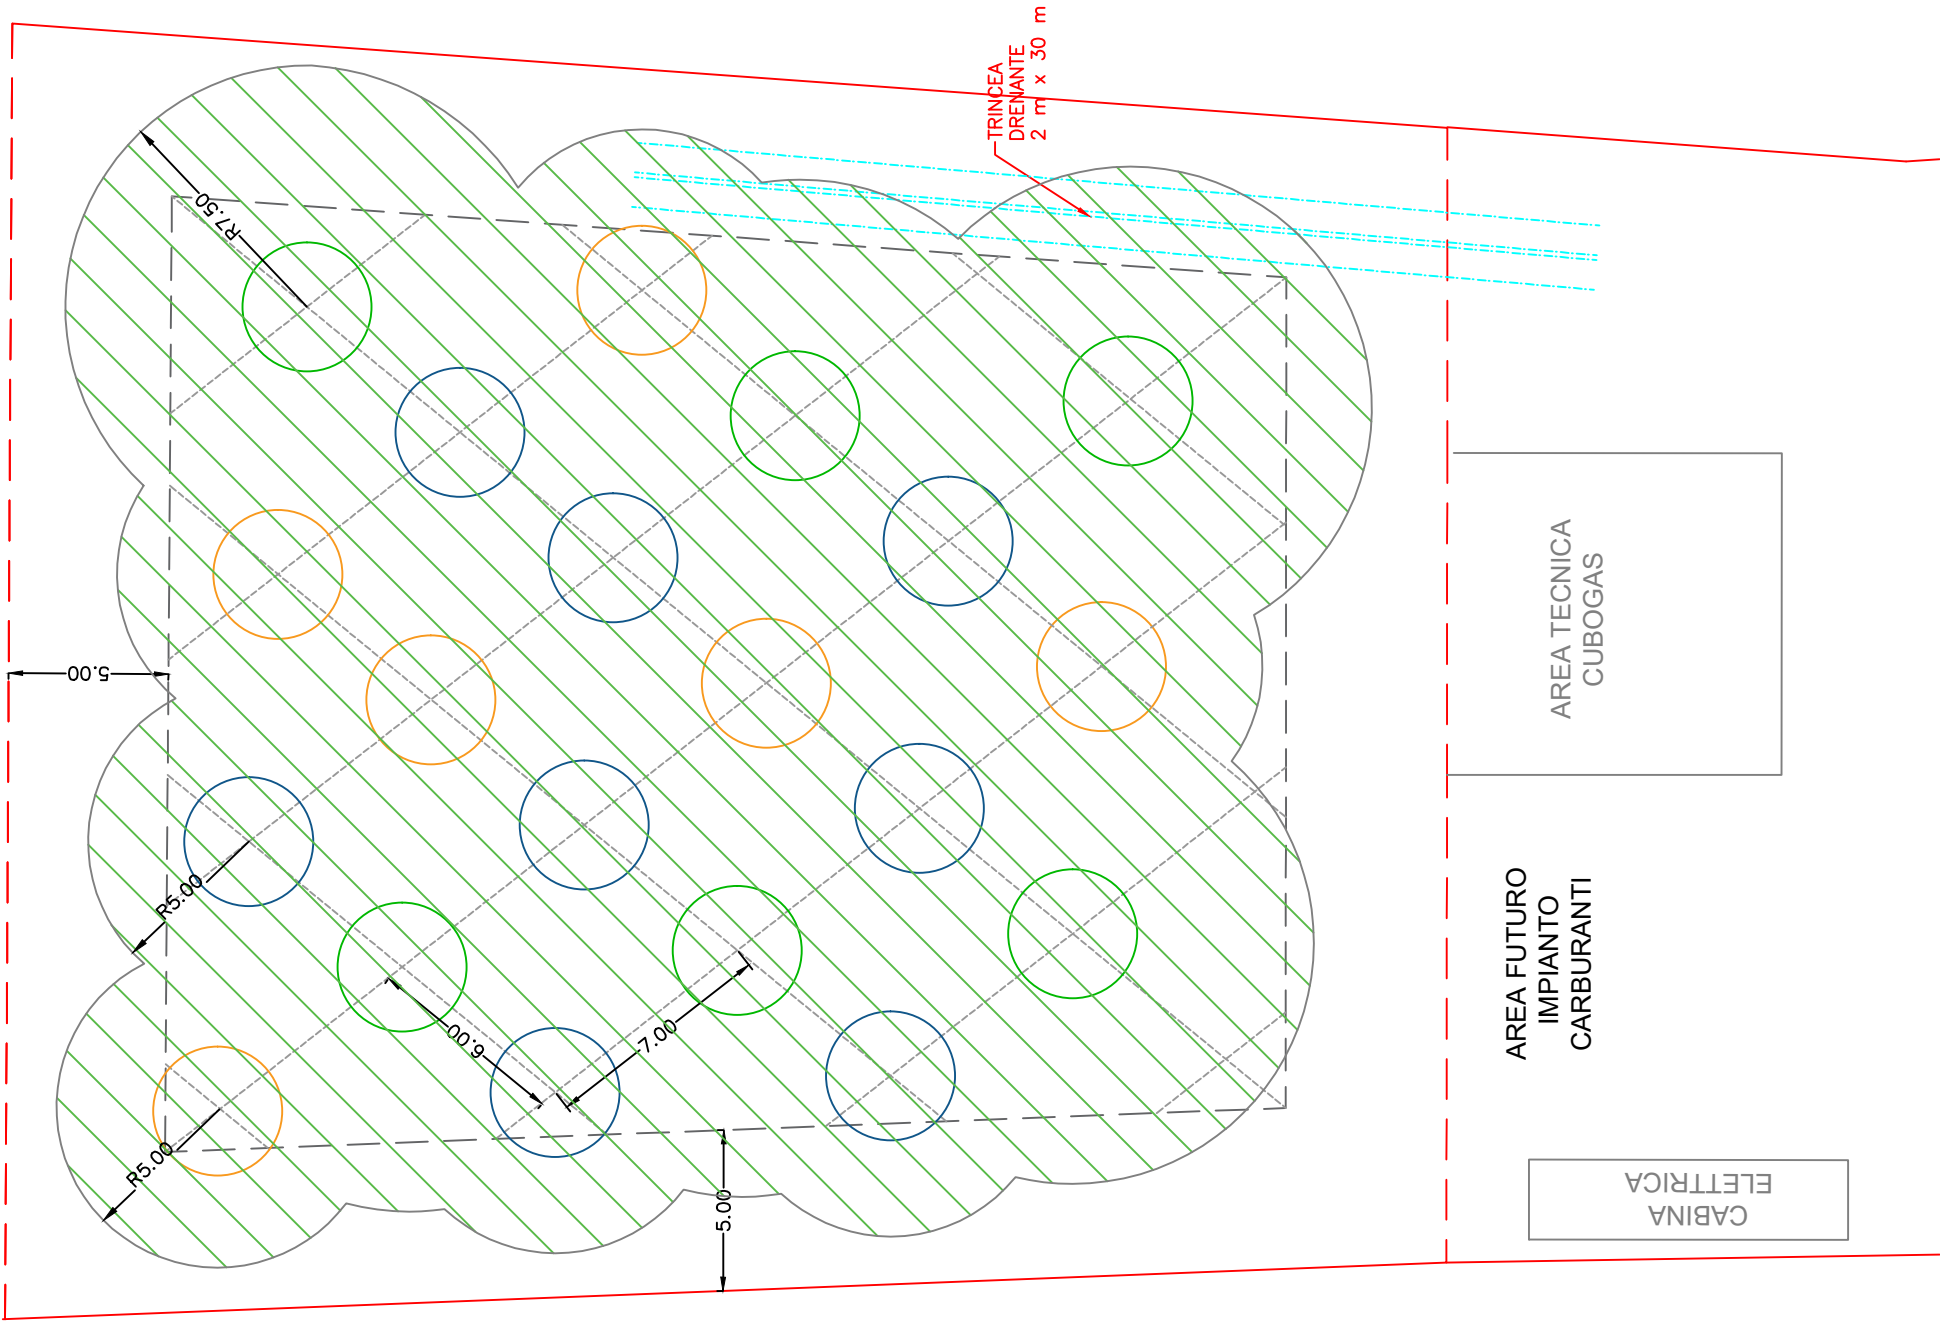 TRINCEA
DRENANTE
2 m x 30 m
R7.50
5.00
R5.00
R5.00
6.00
7.00
5.00
AREA TECNICA
CUBOGAS
AREA FUTURO
IMPIANTO
CARBURANTI
CABINA
ELETTRICA